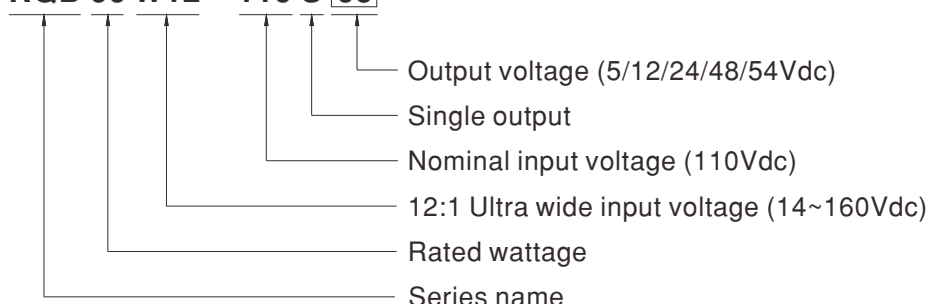 Output voltage (5/12/24/48/54Vdc)
Single output
Nominal input voltage (110Vdc)
12:1 Ultra wide input voltage (14~160Vdc)
Rated wattage
Series name